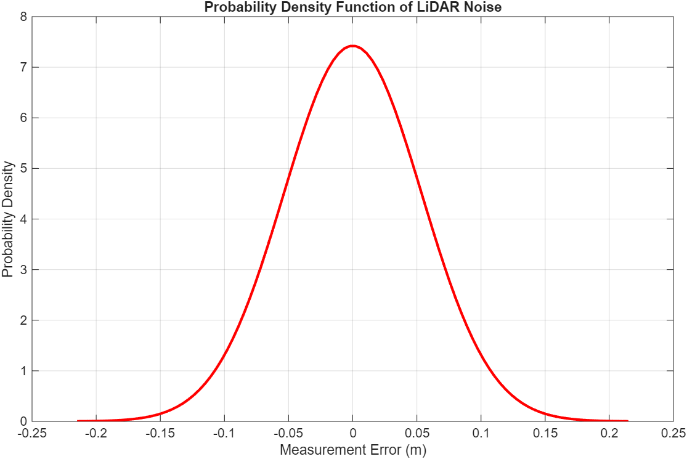 Probability Density Function of LiDAR Noise
8
7
6
5
4
3
2
1
0
Probability Density
-0.25 -0.2 -0.15 -0.1 -0.05 0 0.05 0.1 0.15 0.2 0.25
Measurement Error (m)